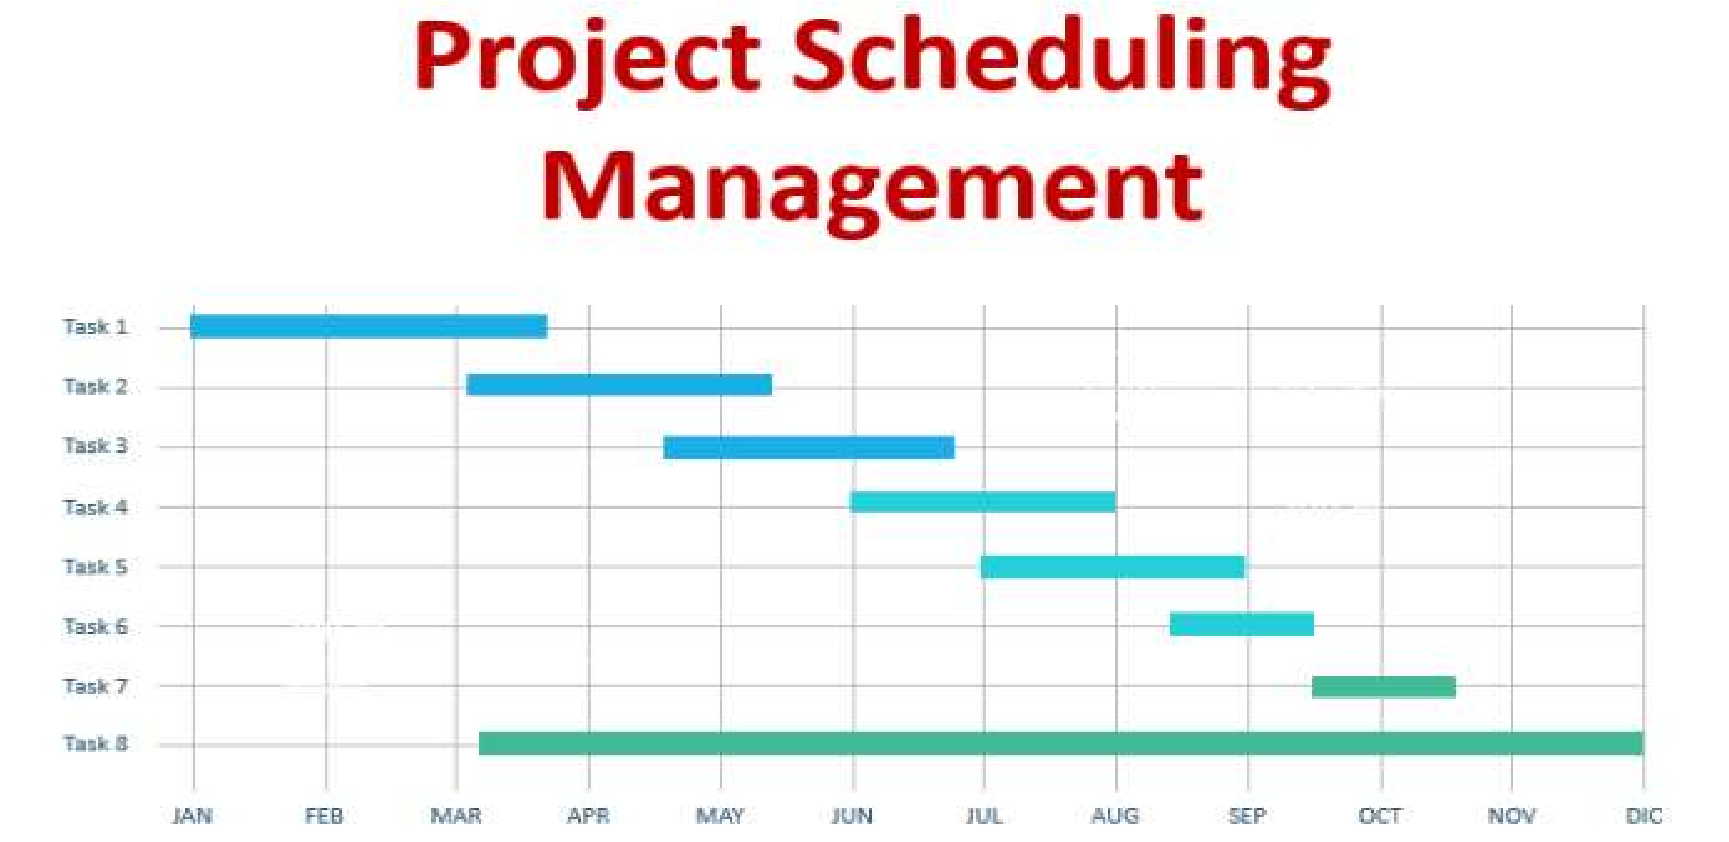 Project Scheduling
Management
Task 1
Task 2
Task 3
Task 4
Task 5
Task 6
Task 7
Task 8
JAN FEB MAR APR MAY JUN JUL AUG SEP OCT NOV DIC